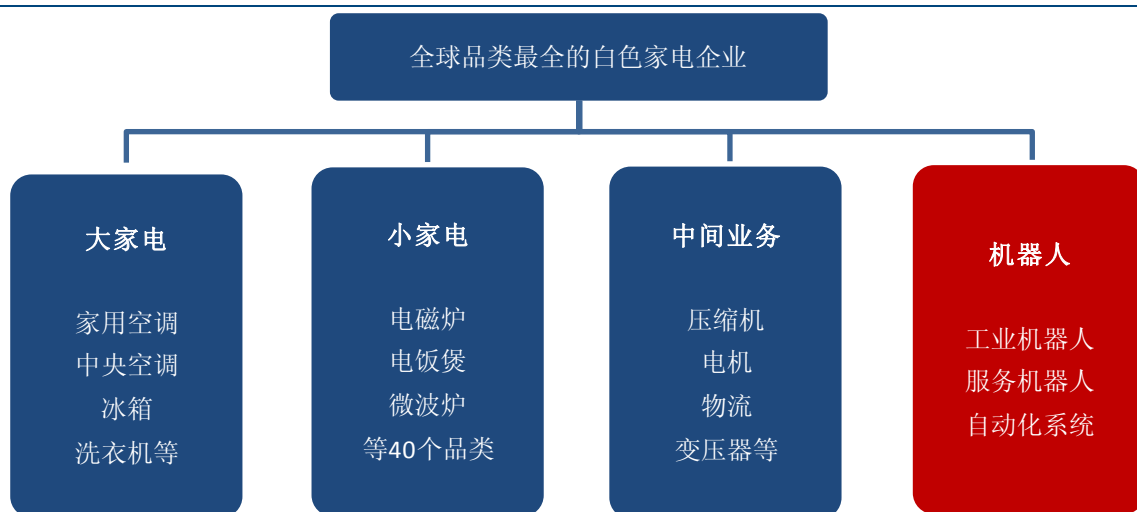 全球品类最全的白色家电企业
大家电
家用空调
中央空调
冰箱
洗衣机等
小家电
电磁炉
电饭煲
微波炉
等40个品类
中间业务
压缩机
电机
物流
变压器等
机器人
工业机器人
服务机器人
自动化系统